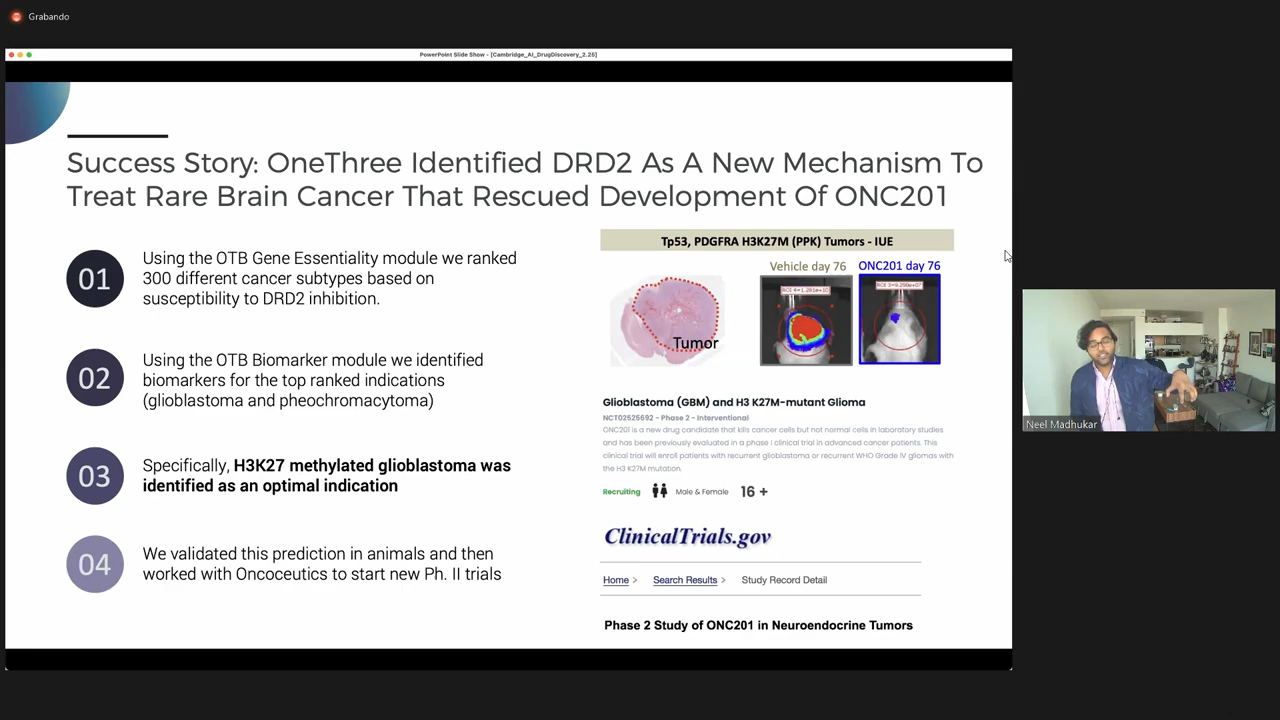 Grabando
PowerPoint Slide Show - [Cambridge_AI_DrugDiscovery_2.25]
Success Story: OneThree Identified DRD2 As A New Mechanism To
Treat Rare Brain Cancer That Rescued Development Of ONC201
01
Using the OTB Gene Essentiality module we ranked
300 different cancer subtypes based on
susceptibility to DRD2 inhibition.
02
Using the OTB Biomarker module we identified
biomarkers for the top ranked indications
(glioblastoma and pheochromacytoma)
03
Specifically, H3K27 methylated glioblastoma was
identified as an optimal indication
04
We validated this prediction in animals and then
worked with Oncoceutics to start new Ph. II trials
Tp53, PDGFRA H3K27M (PPK) Tumors - IUE
Vehicle day 76
ONC201 day 76
Tumor
Glioblastoma (GBM) and H3 K27M-mutant Glioma
NCT02525692 - Phase 2 - Interventional
ONC201 is a new drug candidate that kills cancer cells but not normal cells in laboratory studies
and has been previously evaluated in a phase I clinical trial in advanced cancer patients. This
clinical trial will enroll patients with recurrent glioblastoma or recurrent WHO Grade IV gliomas with
the H3 K27M mutation.
Recruiting
Male & Female
16 +
ClinicalTrials.gov
Home >
Search Results >
Study Record Detail
Phase 2 Study of ONC201 in Neuroendocrine Tumors
Neel Madhukar